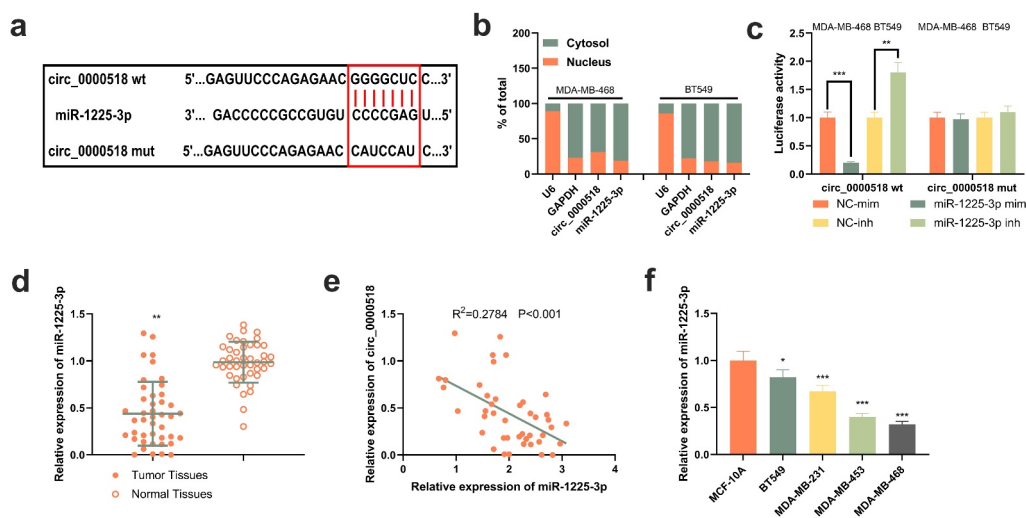 a
circ_0000518 wt 5'...GAGUUCCCAGAGAAC GGGGCUC C...3'
miR-1225-3p 3'- GACCCCCGCCGUGU CCCCGAG U...5'
circ_0000518 mut 5'...GAGUUCCCAGAGAAC CAUCCAU C...3'
b
% of total
200
150
100
50
0
Cytosol
Nucleus
MDA-MB-468
BT549
U6
GAPDH
circ_0000518
miR-1225-3p
U6
GAPDH
circ_0000518
miR-1225-3p
c
MDA-MB-468 BT549 MDA-MB-468 BT549
Luciferase activity
2.5
2.0
1.5
1.0
0.5
0.0
***
**
circ_0000518 wt circ_0000518 mut
NC-mim miR-1225-3p mim
NC-inh miR-1225-3p inh
d
Relative expression of miR-1225-3p
1.5
1.0
0.5
0.0
**
Tumor Tissues
Normal Tissues
e
Relative expression of circ_0000518
R²=0.2784 P<0.001
1.5
1.0
0.5
0.0
0 1 2 3 4
Relative expression of miR-1225-3p
f
Relative expression of miR-1225-3p
1.5
1.0
0.5
0.0
*
***
***
***
MCF-10A
BT549
MDA-MB-231
MDA-MB-453
MDA-MB-468